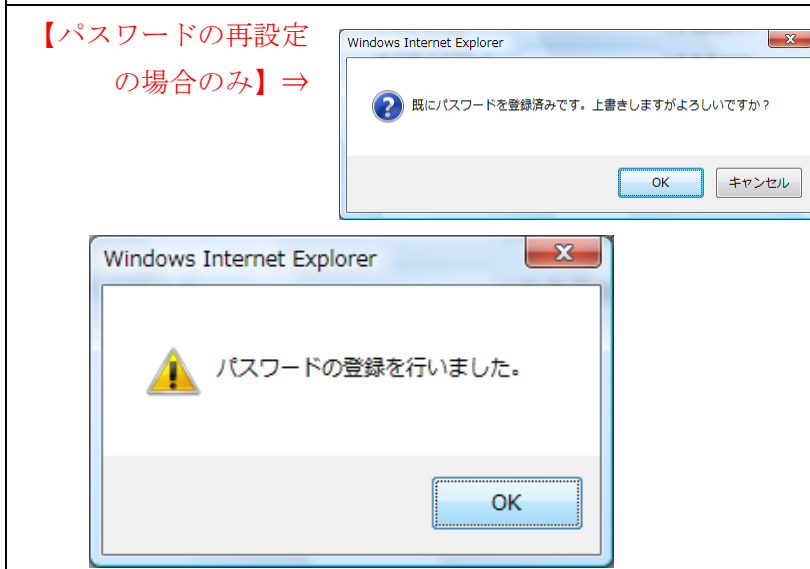 【パスワードの再設定
の場合のみ】⇒
Windows Internet Explorer
既にパスワードを登録済みです。上書きしますがよろしいですか？
OK
キャンセル
Windows Internet Explorer
パスワードの登録を行いました。
OK